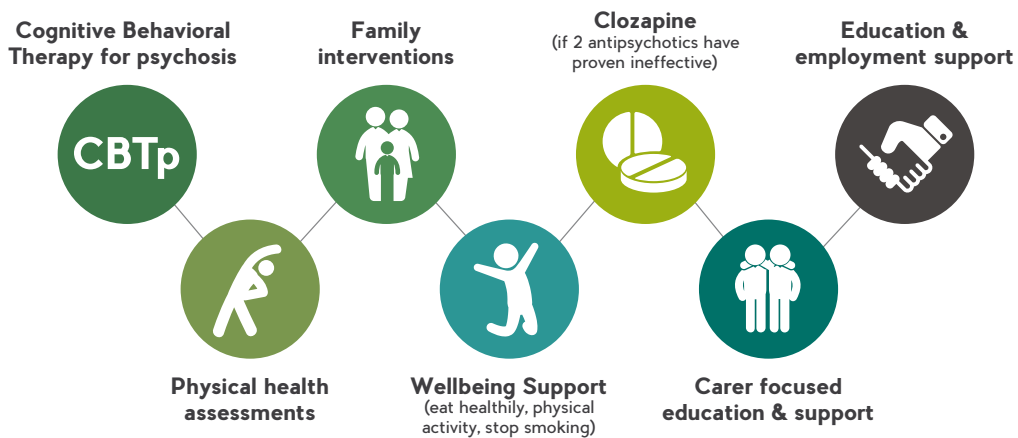 Cognitive Behavioral
Therapy for psychosis
CBTp
Physical health
assessments
Family
interventions
Wellbeing Support
(eat healthily, physical
activity, stop smoking)
Clozapine
(if 2 antipsychotics have
proven ineffective)
Carer focused
education & support
Education &
employment support